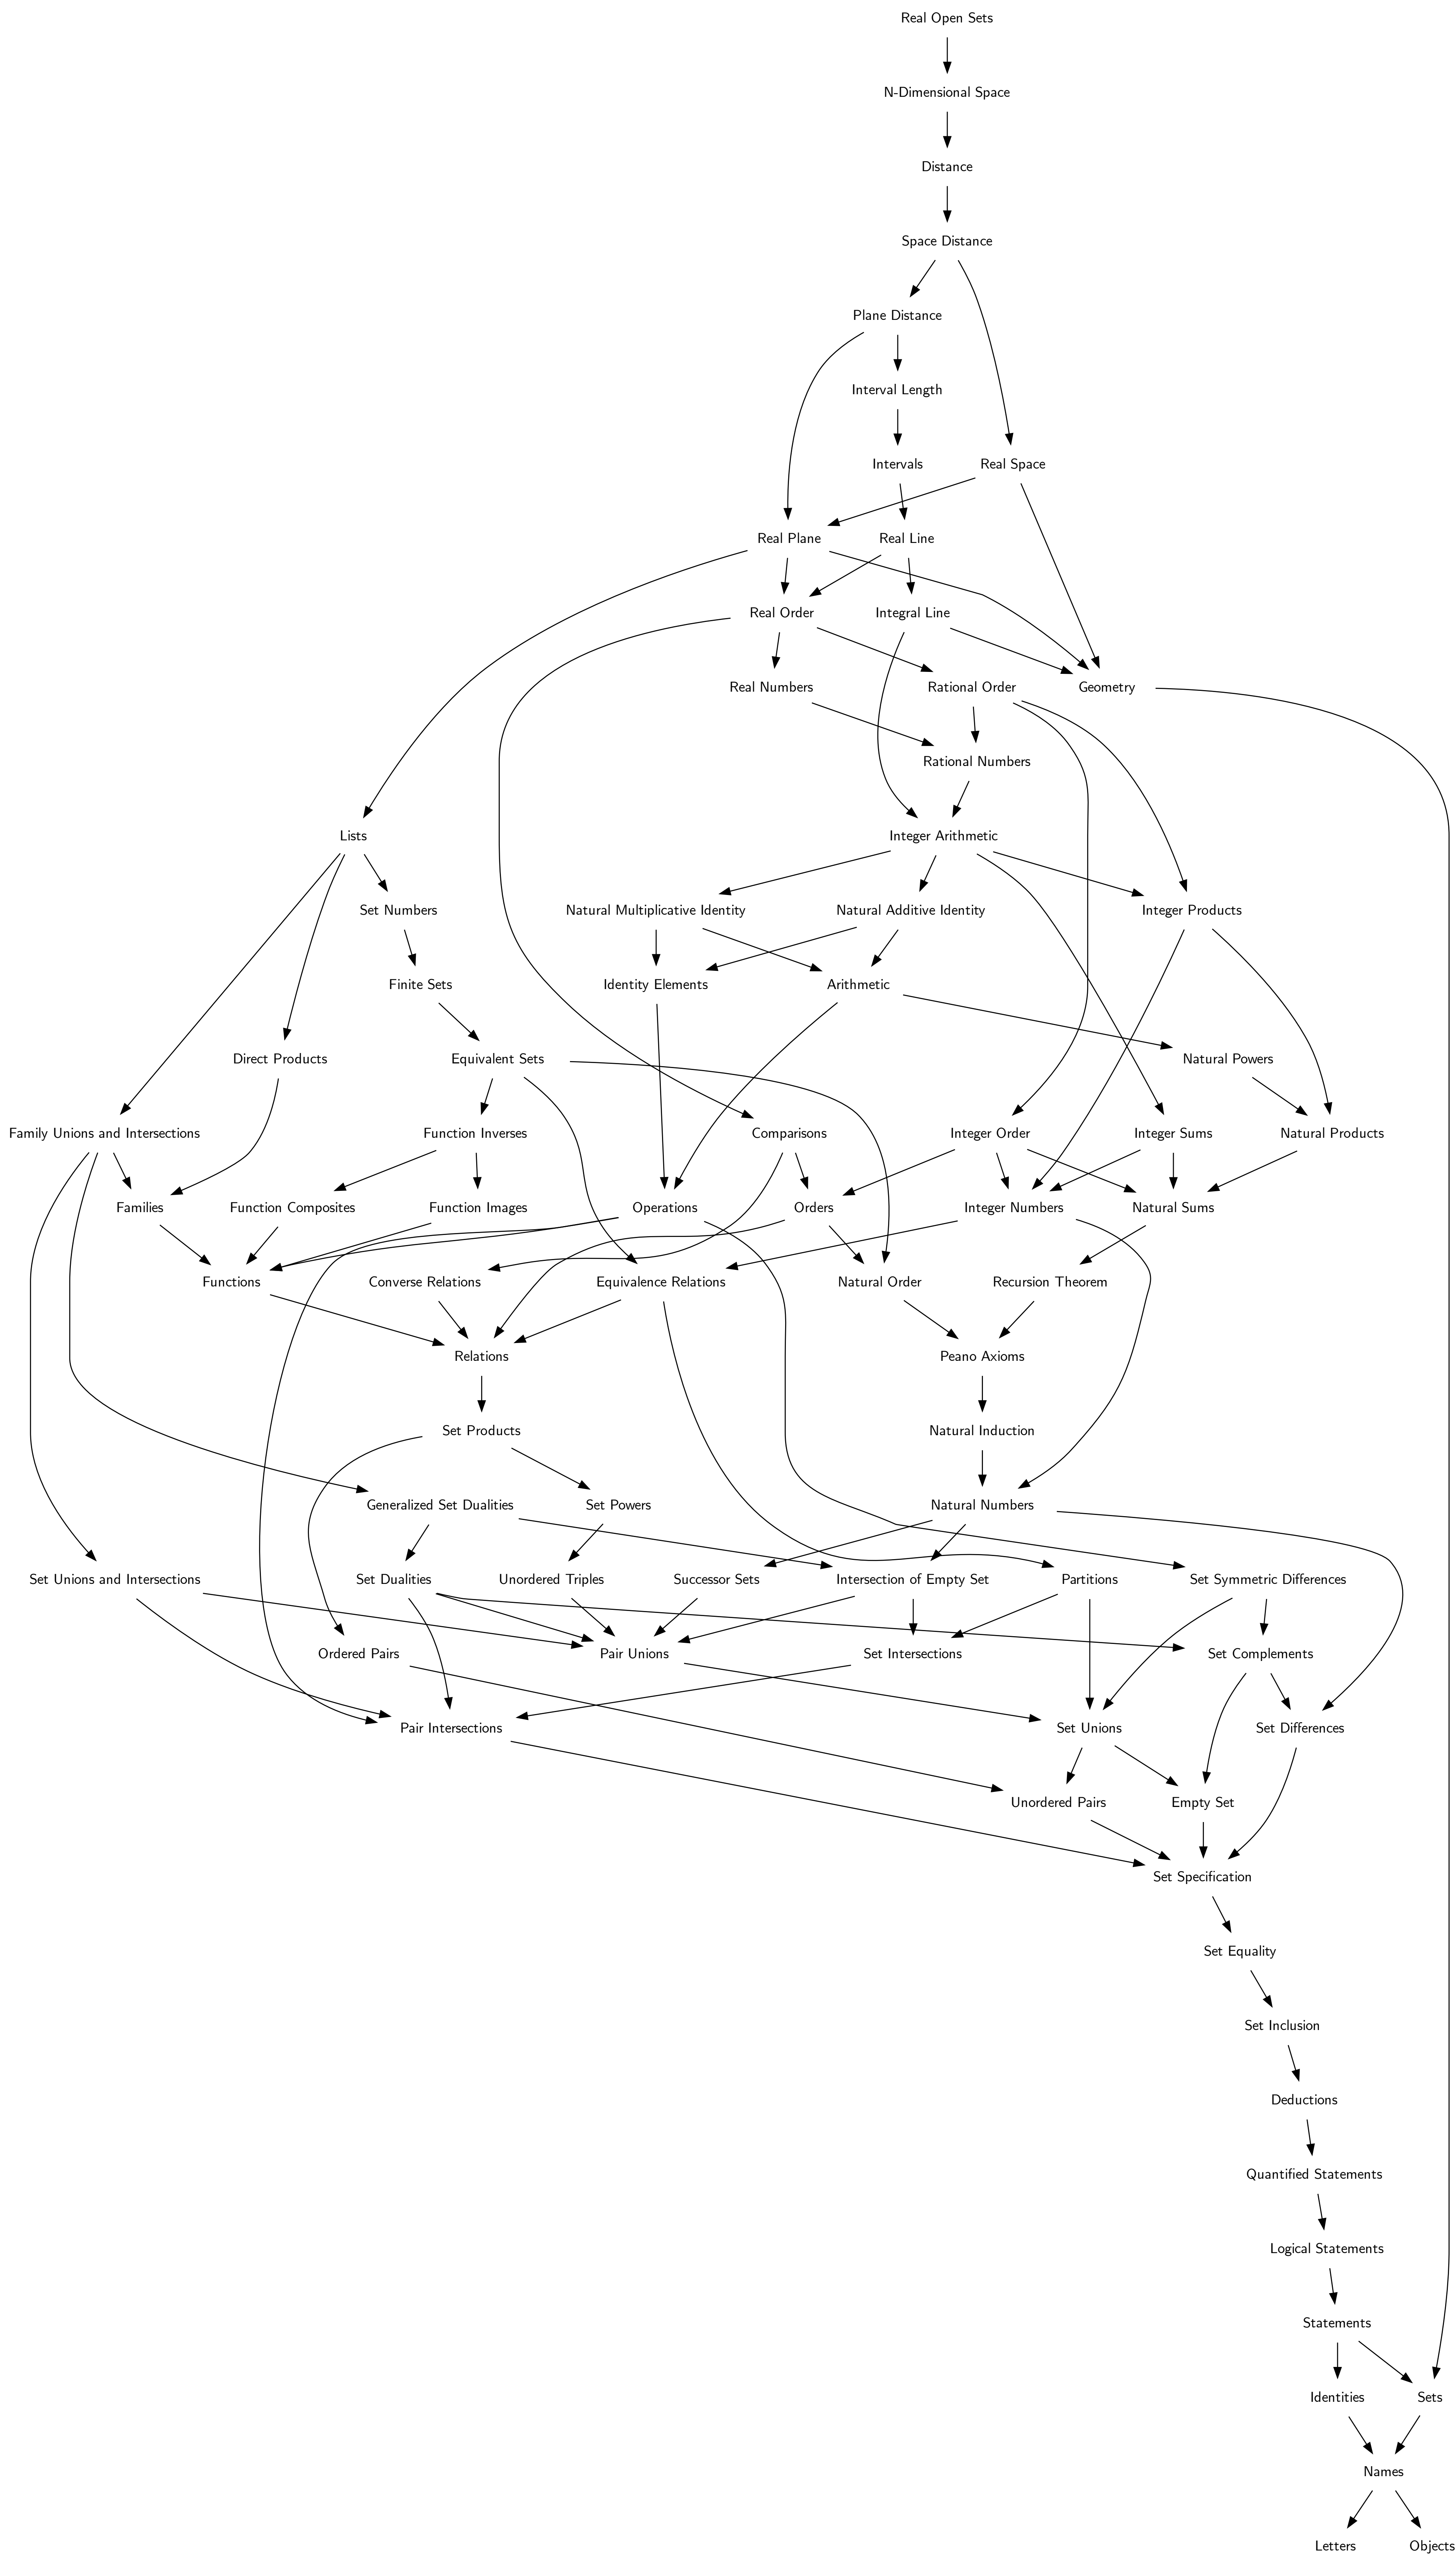 Real Open Sets
N-Dimensional Space
Distance
Space Distance
Plane Distance
Interval Length
Intervals
Real Space
Real Plane
Real Line
Real Order
Integral Line
Real Numbers
Rational Order
Geometry
Rational Numbers
Lists
Integer Arithmetic
Set Numbers
Natural Multiplicative Identity
Natural Additive Identity
Integer Products
Finite Sets
Identity Elements
Arithmetic
Direct Products
Equivalent Sets
Natural Powers
Family Unions and Intersections
Function Inverses
Comparisons
Integer Order
Integer Sums
Natural Products
Families
Function Composites
Function Images
Operations
Orders
Integer Numbers
Natural Sums
Functions
Converse Relations
Equivalence Relations
Natural Order
Recursion Theorem
Relations
Peano Axioms
Set Products
Natural Induction
Generalized Set Dualities
Set Powers
Natural Numbers
Set Unions and Intersections
Set Dualities
Unordered Triples
Successor Sets
Intersection of Empty Set
Partitions
Set Symmetric Differences
Ordered Pairs
Pair Unions
Set Intersections
Set Complements
Pair Intersections
Set Unions
Set Differences
Unordered Pairs
Empty Set
Set Specification
Set Equality
Set Inclusion
Deductions
Quantified Statements
Logical Statements
Statements
Identities
Sets
Names
Letters
Objects